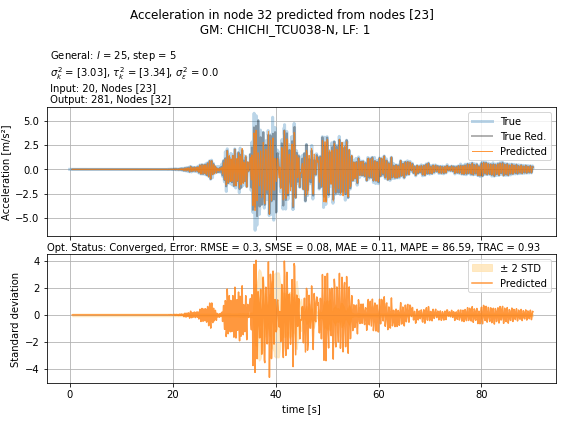 Acceleration in node 32 predicted from nodes [23]
GM: CHICHI_TCU038-N, LF: 1
General: l = 25, step = 5
σ²ₖ = [3.03], τ²ₖ = [3.34], σ²ε = 0.0
Input: 20, Nodes [23]
Output: 281, Nodes [32]
Acceleration [m/s²]
5.0
2.5
0.0
−2.5
−5.0
True
True Red.
Predicted
Opt. Status: Converged, Error: RMSE = 0.3, SMSE = 0.08, MAE = 0.11, MAPE = 86.59, TRAC = 0.93
Standard deviation
4
2
0
−2
−4
± 2 STD
Predicted
0
20
40
60
80
time [s]